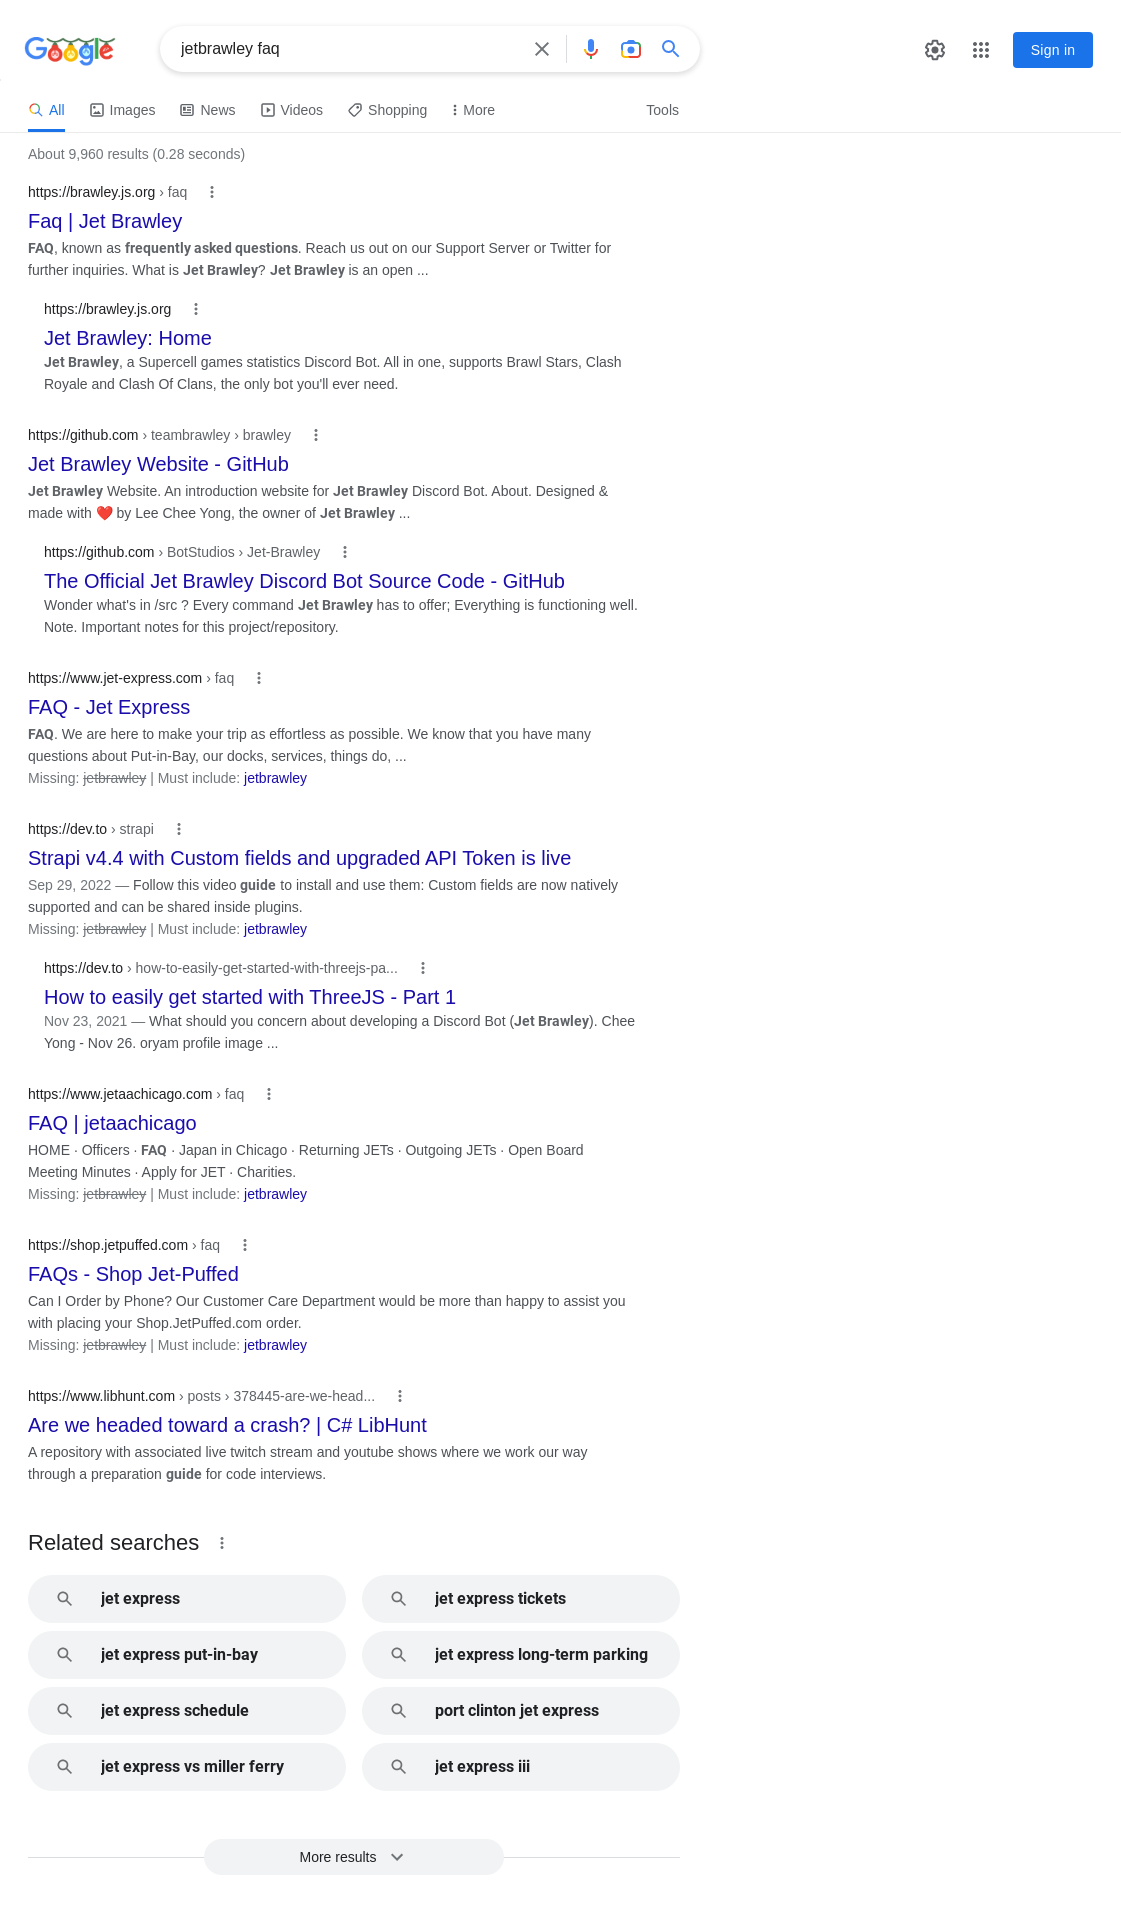 Google
jetbrawley faq
Sign in
All Images News Videos Shopping More Tools
About 9,960 results (0.28 seconds)
https://brawley.js.org › faq
Faq | Jet Brawley
FAQ, known as frequently asked questions. Reach us out on our Support Server or Twitter for
further inquiries. What is Jet Brawley? Jet Brawley is an open ...
https://brawley.js.org
Jet Brawley: Home
Jet Brawley, a Supercell games statistics Discord Bot. All in one, supports Brawl Stars, Clash
Royale and Clash Of Clans, the only bot you'll ever need.
https://github.com › teambrawley › brawley
Jet Brawley Website - GitHub
Jet Brawley Website. An introduction website for Jet Brawley Discord Bot. About. Designed &
made with ❤️ by Lee Chee Yong, the owner of Jet Brawley ...
https://github.com › BotStudios › Jet-Brawley
The Official Jet Brawley Discord Bot Source Code - GitHub
Wonder what's in /src ? Every command Jet Brawley has to offer; Everything is functioning well.
Note. Important notes for this project/repository.
https://www.jet-express.com › faq
FAQ - Jet Express
FAQ. We are here to make your trip as effortless as possible. We know that you have many
questions about Put-in-Bay, our docks, services, things do, ...
Missing: jetbrawley | Must include: jetbrawley
https://dev.to › strapi
Strapi v4.4 with Custom fields and upgraded API Token is live
Sep 29, 2022 — Follow this video guide to install and use them: Custom fields are now natively
supported and can be shared inside plugins.
Missing: jetbrawley | Must include: jetbrawley
https://dev.to › how-to-easily-get-started-with-threejs-pa...
How to easily get started with ThreeJS - Part 1
Nov 23, 2021 — What should you concern about developing a Discord Bot (Jet Brawley). Chee
Yong - Nov 26. oryam profile image ...
https://www.jetaachicago.com › faq
FAQ | jetaachicago
HOME · Officers · FAQ · Japan in Chicago · Returning JETs · Outgoing JETs · Open Board
Meeting Minutes · Apply for JET · Charities.
Missing: jetbrawley | Must include: jetbrawley
https://shop.jetpuffed.com › faq
FAQs - Shop Jet-Puffed
Can I Order by Phone? Our Customer Care Department would be more than happy to assist you
with placing your Shop.JetPuffed.com order.
Missing: jetbrawley | Must include: jetbrawley
https://www.libhunt.com › posts › 378445-are-we-head...
Are we headed toward a crash? | C# LibHunt
A repository with associated live twitch stream and youtube shows where we work our way
through a preparation guide for code interviews.
Related searches
jet express
jet express tickets
jet express put-in-bay
jet express long-term parking
jet express schedule
port clinton jet express
jet express vs miller ferry
jet express iii
More results